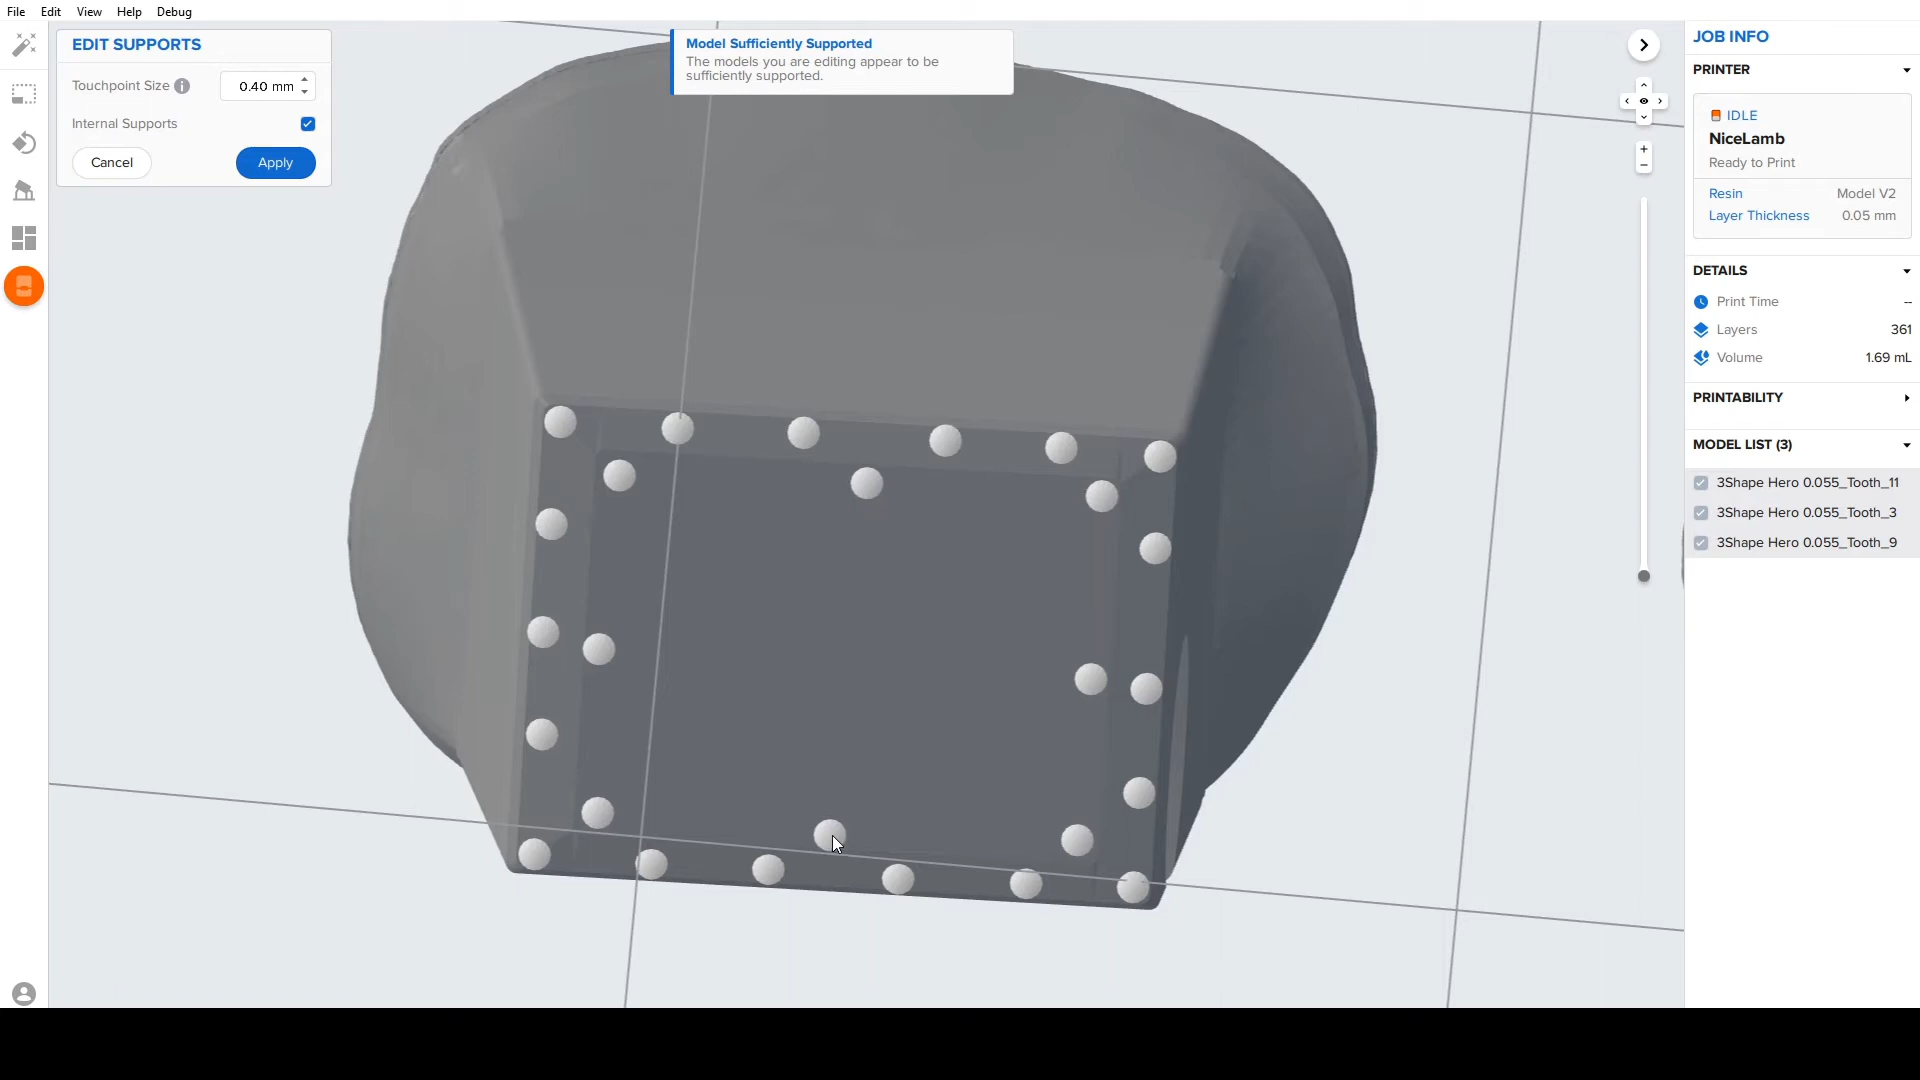 File Edit View Help Debug
EDIT SUPPORTS
Touchpoint Size
0.40 mm
Internal Supports
Cancel
Apply
Model Sufficiently Supported
The models you are editing appear to be
sufficiently supported.
JOB INFO
PRINTER
IDLE
NiceLamb
Ready to Print
Resin Model V2
Layer Thickness 0.05 mm
DETAILS
Print Time --
Layers 361
Volume 1.69 mL
PRINTABILITY
MODEL LIST (3)
3Shape Hero 0.055_Tooth_11
3Shape Hero 0.055_Tooth_3
3Shape Hero 0.055_Tooth_9